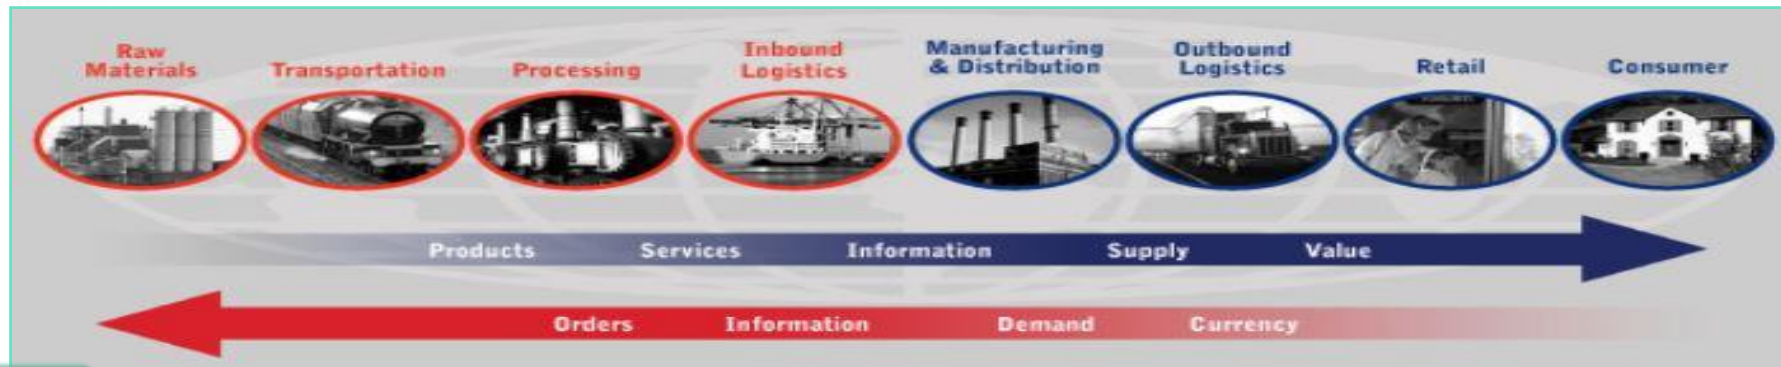 Raw
Materials
Transportation
Processing
Inbound
Logistics
Manufacturing
& Distribution
Outbound
Logistics
Retail
Consumer
Products Services Information Supply Value
Orders Information Demand Currency